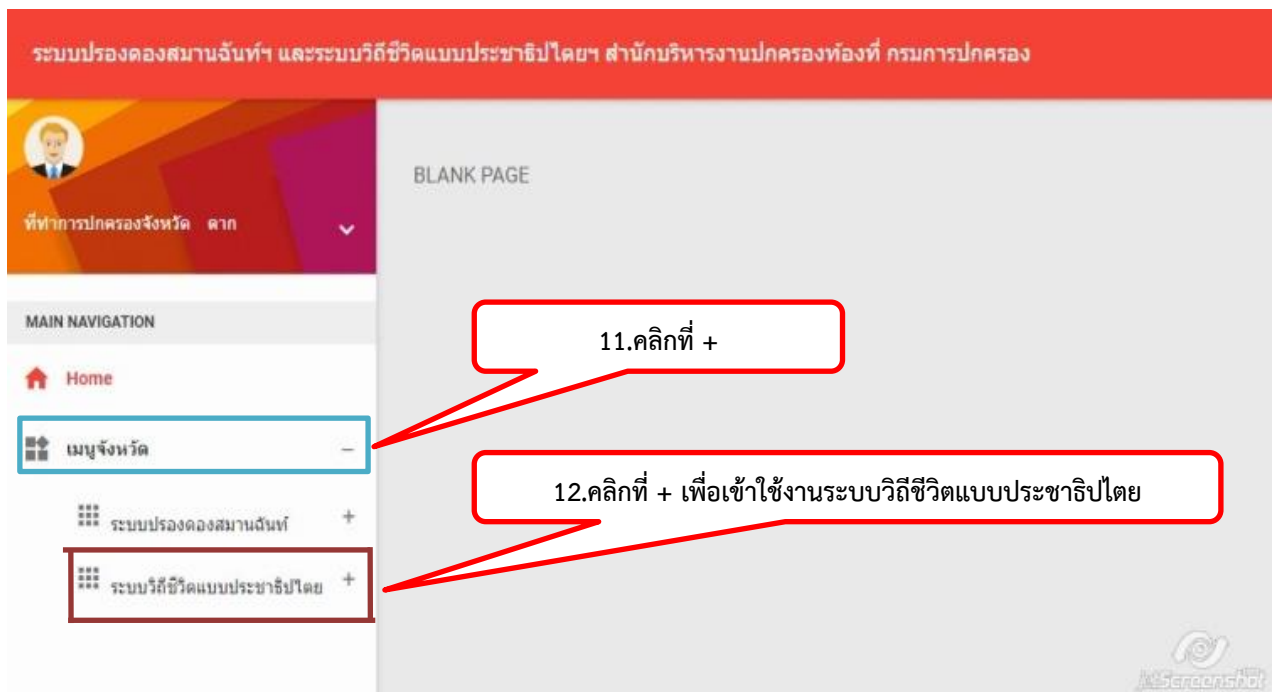 ระบบปรองดองสมานฉันท์ฯ และระบบวิถีชีวิตแบบประชาธิปไตยฯ สำนักบริหารงานปกครองท้องที่ กรมการปกครอง
ที่ทำการปกครองจังหวัด ตาก
BLANK PAGE
MAIN NAVIGATION
Home
11.คลิกที่ +
เมนูจังหวัด –
12.คลิกที่ + เพื่อเข้าใช้งานระบบวิถีชีวิตแบบประชาธิปไตย
ระบบปรองดองสมานฉันท์ +
ระบบวิถีชีวิตแบบประชาธิปไตย +
Screenshot